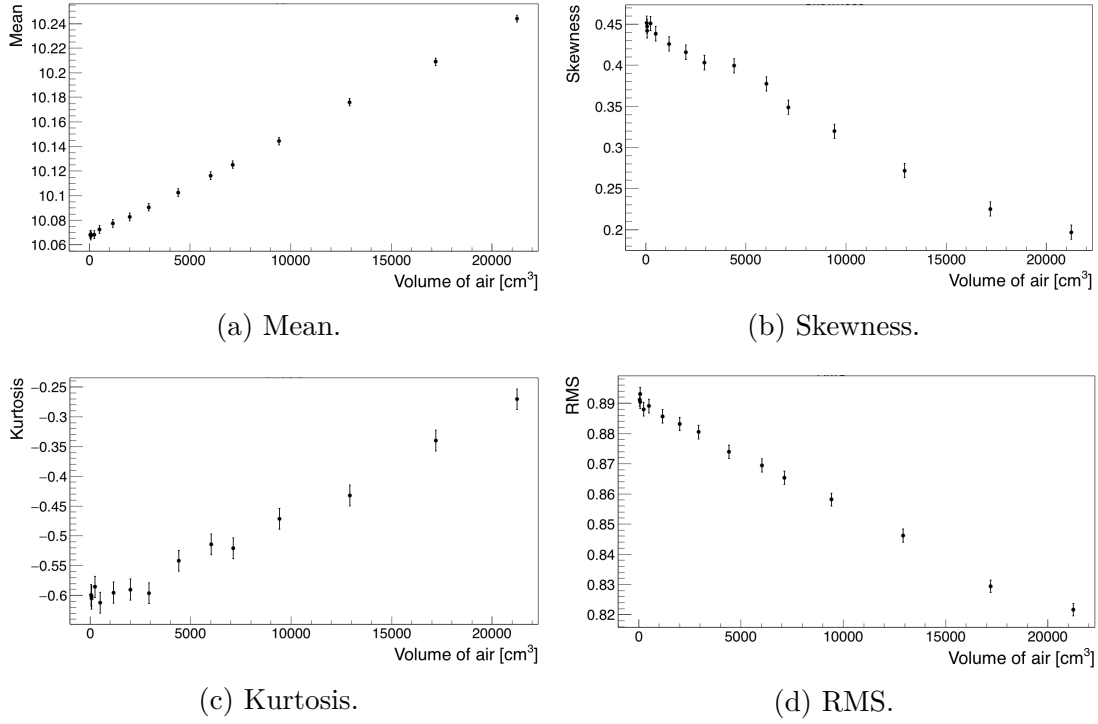 Mean
10.24
10.22
10.2
10.18
10.16
10.14
10.12
10.1
10.08
10.06
0 5000 10000 15000 20000
Volume of air [cm³]
(a) Mean.
Skewness
0.45
0.4
0.35
0.3
0.25
0.2
0 5000 10000 15000 20000
Volume of air [cm³]
(b) Skewness.
Kurtosis
−0.25
−0.3
−0.35
−0.4
−0.45
−0.5
−0.55
−0.6
0 5000 10000 15000 20000
Volume of air [cm³]
(c) Kurtosis.
RMS
0.89
0.88
0.87
0.86
0.85
0.84
0.83
0.82
0 5000 10000 15000 20000
Volume of air [cm³]
(d) RMS.